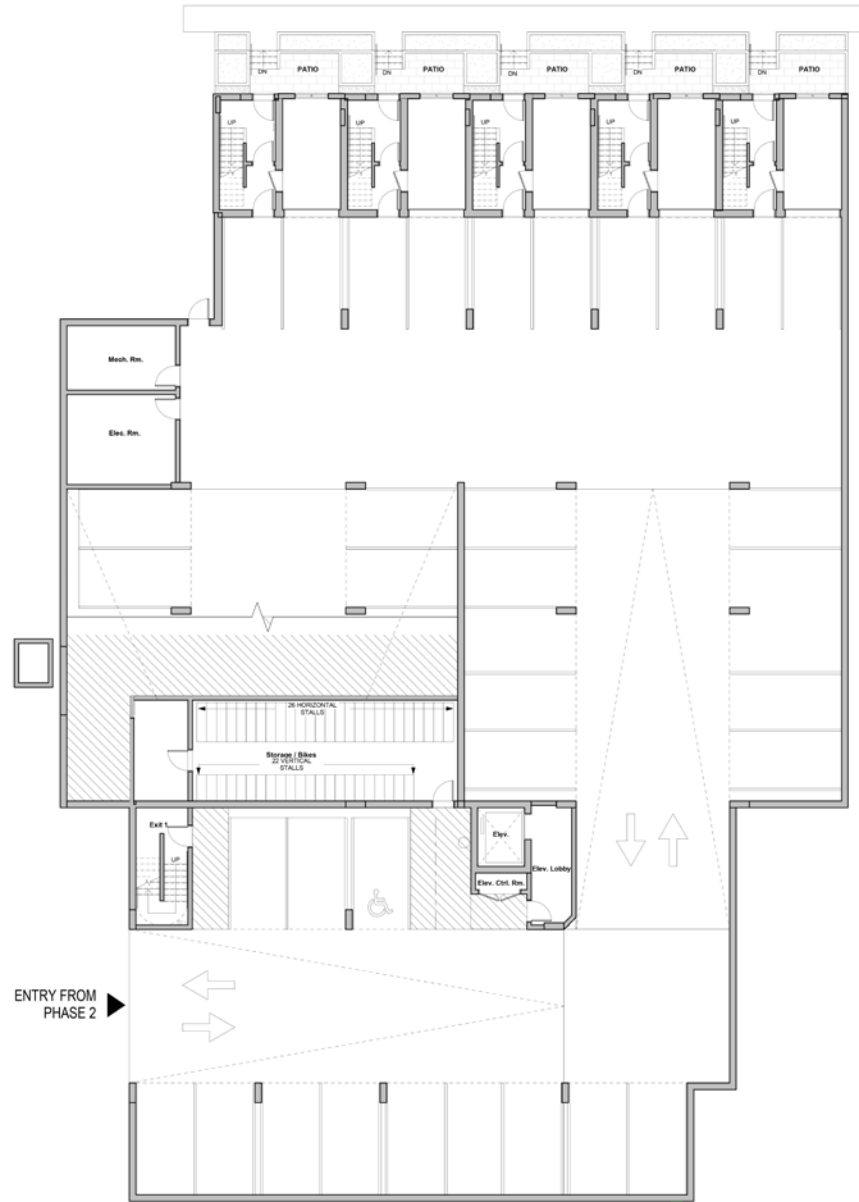 PATIO
PATIO
PATIO
PATIO
PATIO
DN
DN
DN
DN
DN
UP
UP
UP
UP
UP
Mech. Rm.
Elec. Rm.
26 HORIZONTAL
STALLS
Storage / Bikes
22 VERTICAL
STALLS
Exit 1
UP
Elev.
Elev. Lobby
Elev. Ctrl. Rm.
ENTRY FROM
PHASE 2